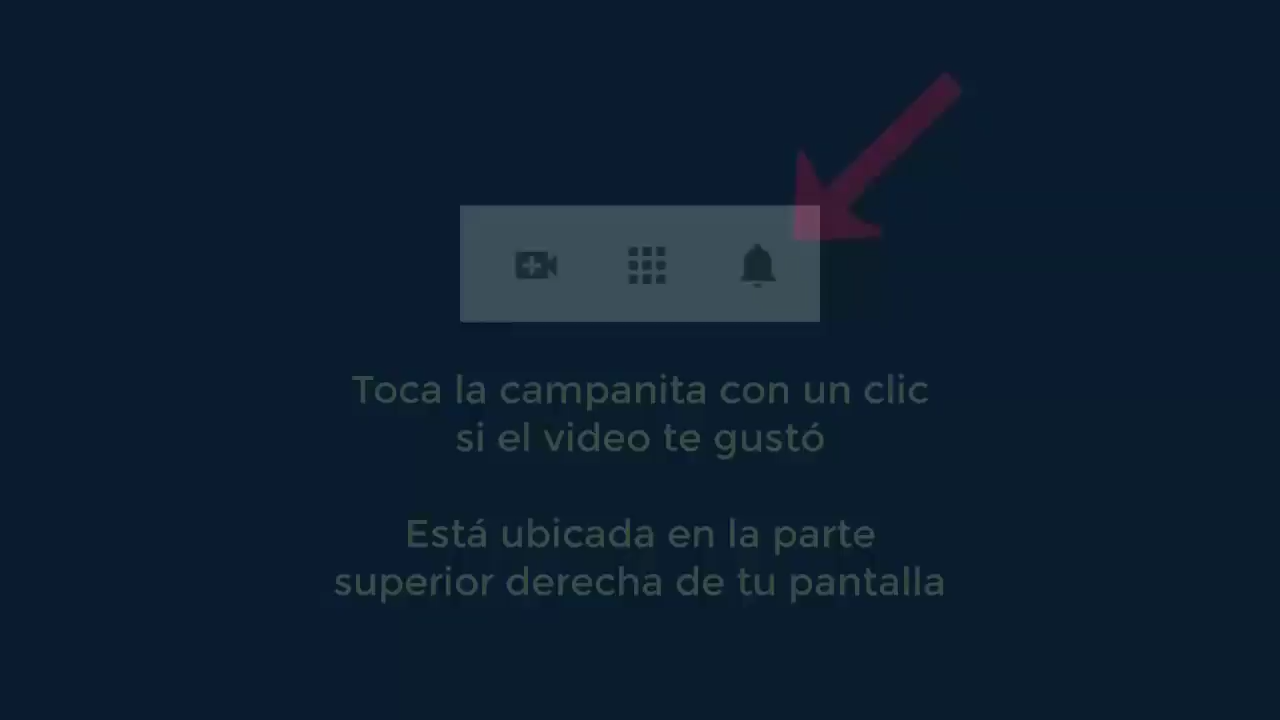 Toca la campanita con un clic
si el video te gustó
Está ubicada en la parte
superior derecha de tu pantalla